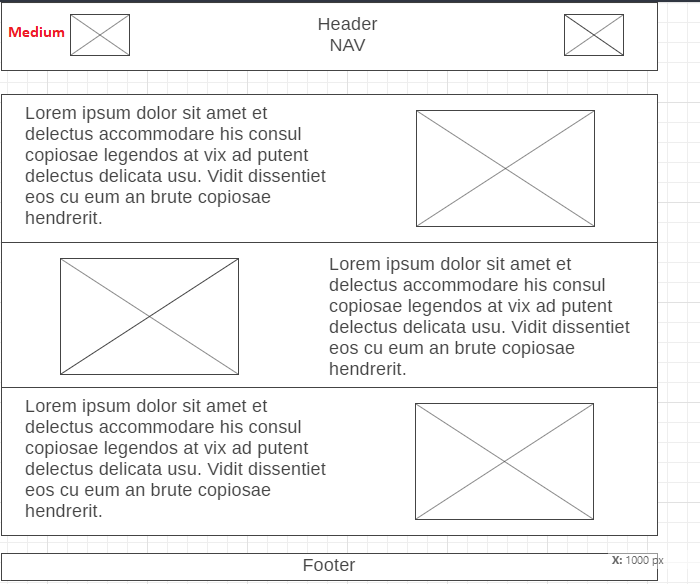 Medium
Header
NAV
Lorem ipsum dolor sit amet et
delectus accommodare his consul
copiosae legendos at vix ad putent
delectus delicata usu. Vidit dissentiet
eos cu eum an brute copiosae
hendrerit.
Lorem ipsum dolor sit amet et
delectus accommodare his consul
copiosae legendos at vix ad putent
delectus delicata usu. Vidit dissentiet
eos cu eum an brute copiosae
hendrerit.
Lorem ipsum dolor sit amet et
delectus accommodare his consul
copiosae legendos at vix ad putent
delectus delicata usu. Vidit dissentiet
eos cu eum an brute copiosae
hendrerit.
X: 1000 px
Footer